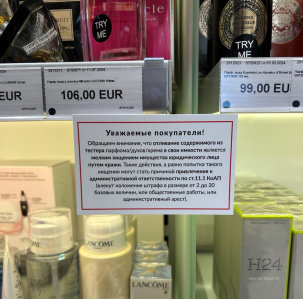 TRY
ME
TRY
ME
EUR
106,00 EUR
99,00 EUR
Уважаемые покупатели!
Обращаем внимание, что отливание содержимого из
тестера парфюма/духов/крема в свои емкости является
мелким хищением имущества юридического лица
путем кражи. Такие действия, а равно попытка такого
хищения могут стать причиной привлечения к
административной ответственности по ст.11.1 КоАП
(влекут наложение штрафа в размере от 2 до 30
базовых величин, или общественные работы, или
административный арест).
LANCÔME
LANCÔM
H24